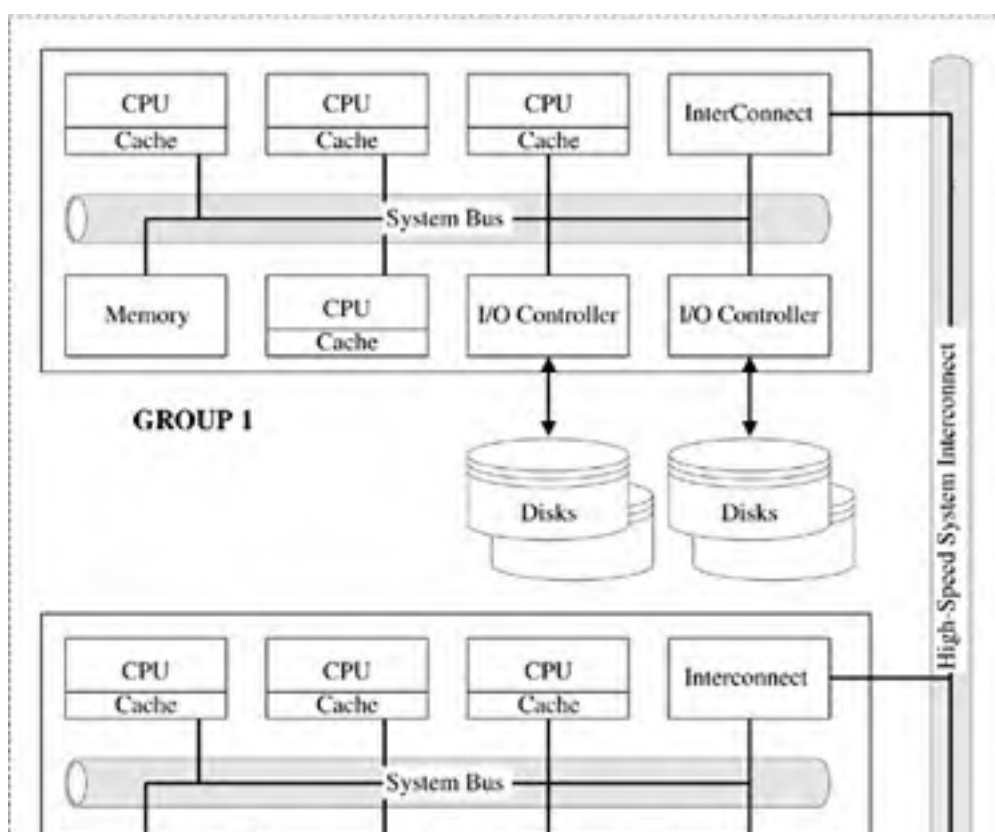 CPU
Cache
CPU
Cache
CPU
Cache
InterConnect
System Bus
Memory
CPU
Cache
I/O Controller
I/O Controller
GROUP 1
Disks
Disks
High-Speed System Interconnect
CPU
Cache
CPU
Cache
CPU
Cache
Interconnect
System Bus